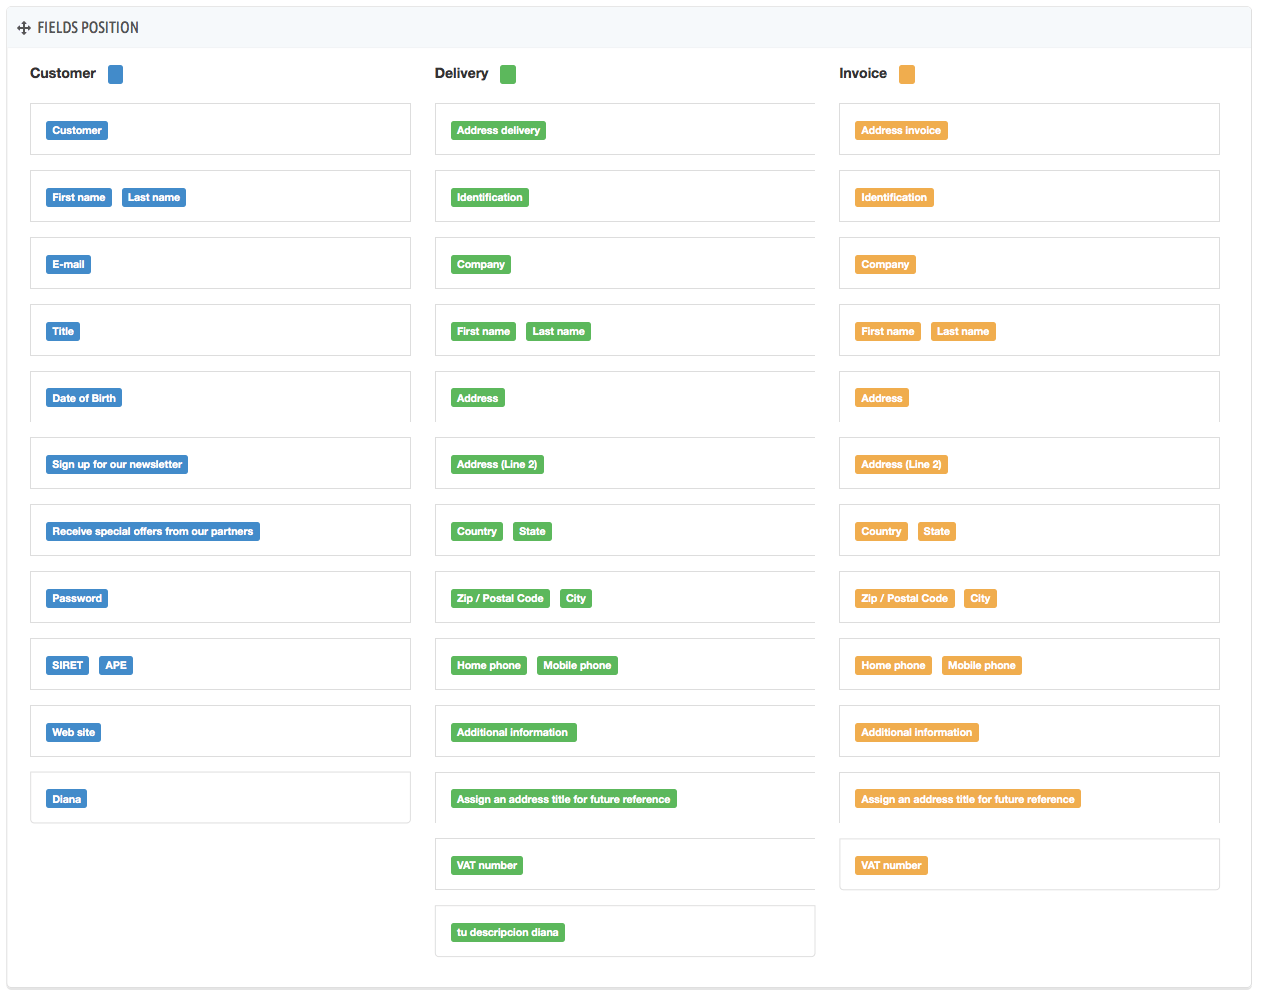 FIELDS POSITION
Customer
Customer
First name Last name
E-mail
Title
Date of Birth
Sign up for our newsletter
Receive special offers from our partners
Password
SIRET APE
Web site
Diana
Delivery
Address delivery
Identification
Company
First name Last name
Address
Address (Line 2)
Country State
Zip / Postal Code City
Home phone Mobile phone
Additional information
Assign an address title for future reference
VAT number
tu descripcion diana
Invoice
Address invoice
Identification
Company
First name Last name
Address
Address (Line 2)
Country State
Zip / Postal Code City
Home phone Mobile phone
Additional information
Assign an address title for future reference
VAT number